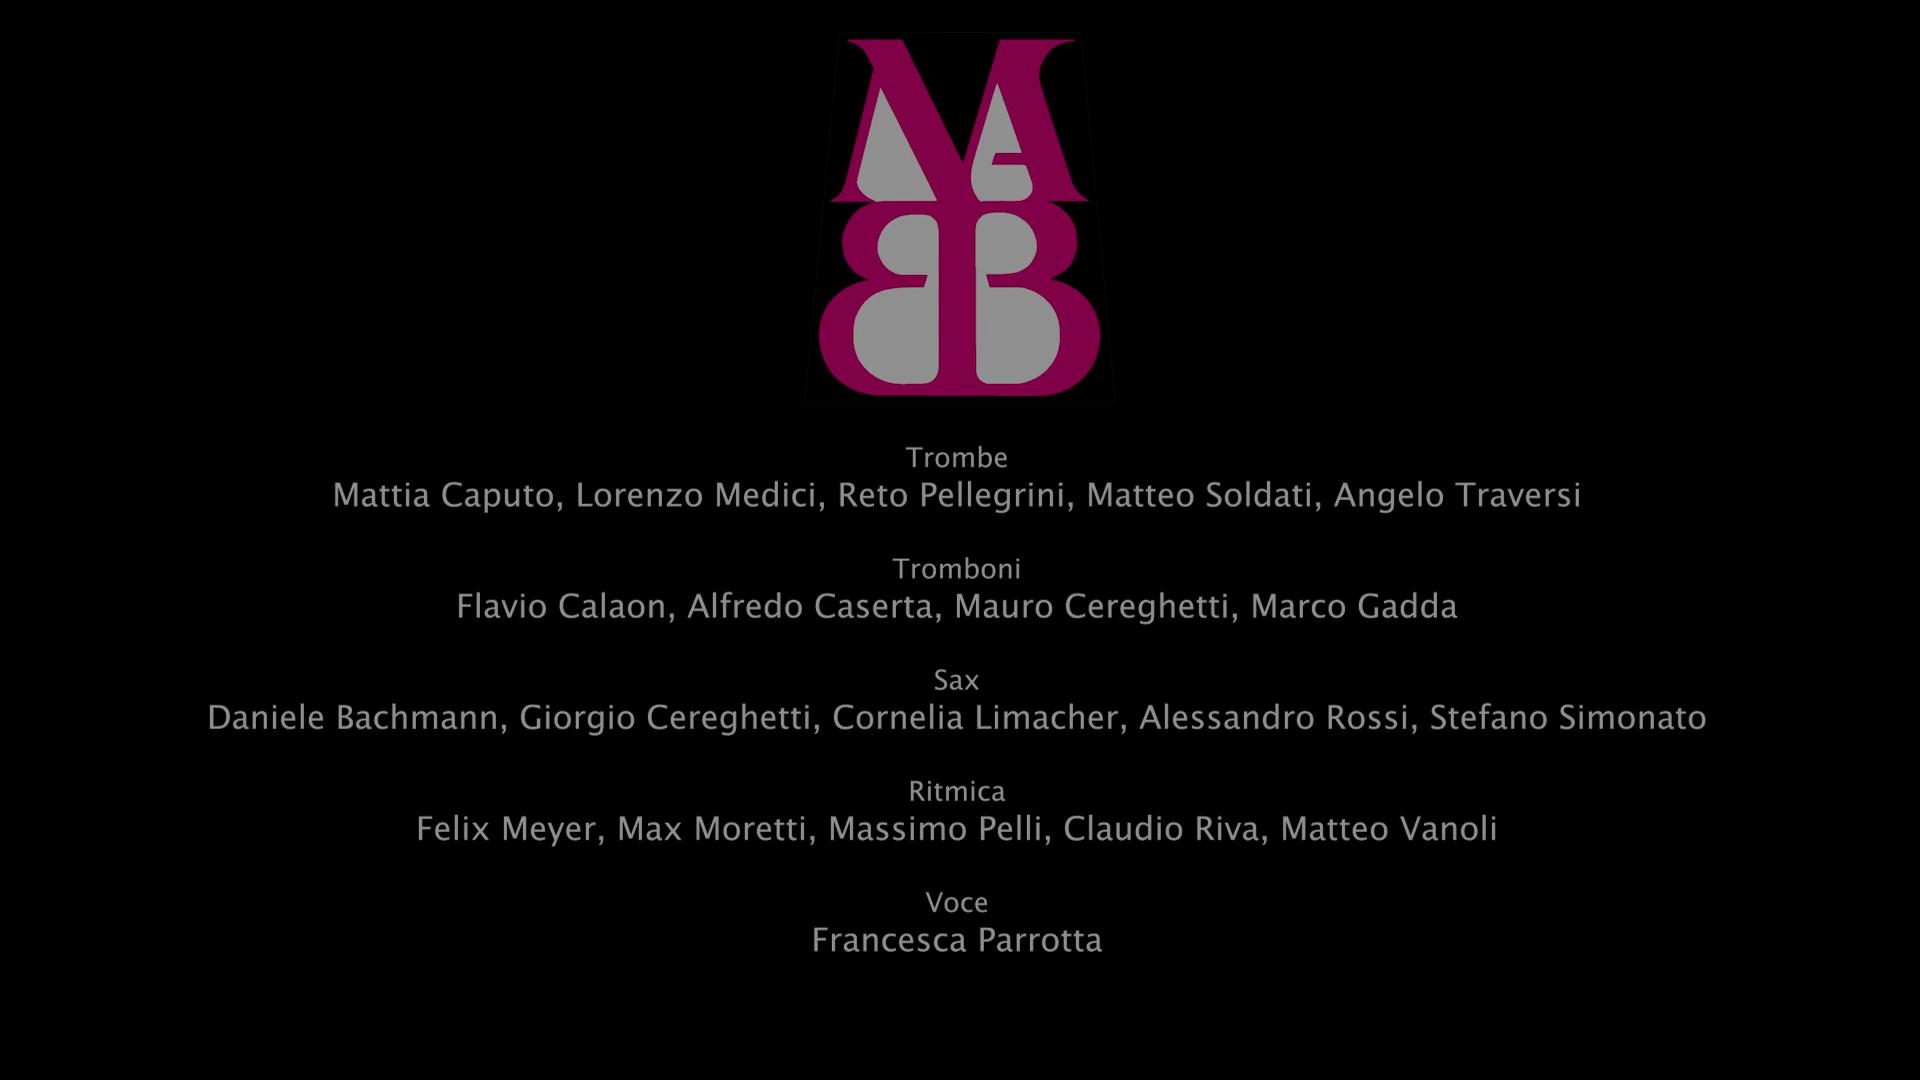 MABB
Trombe
Mattia Caputo, Lorenzo Medici, Reto Pellegrini, Matteo Soldati, Angelo Traversi
Tromboni
Flavio Calaon, Alfredo Caserta, Mauro Cereghetti, Marco Gadda
Sax
Daniele Bachmann, Giorgio Cereghetti, Cornelia Limacher, Alessandro Rossi, Stefano Simonato
Ritmica
Felix Meyer, Max Moretti, Massimo Pelli, Claudio Riva, Matteo Vanoli
Voce
Francesca Parrotta